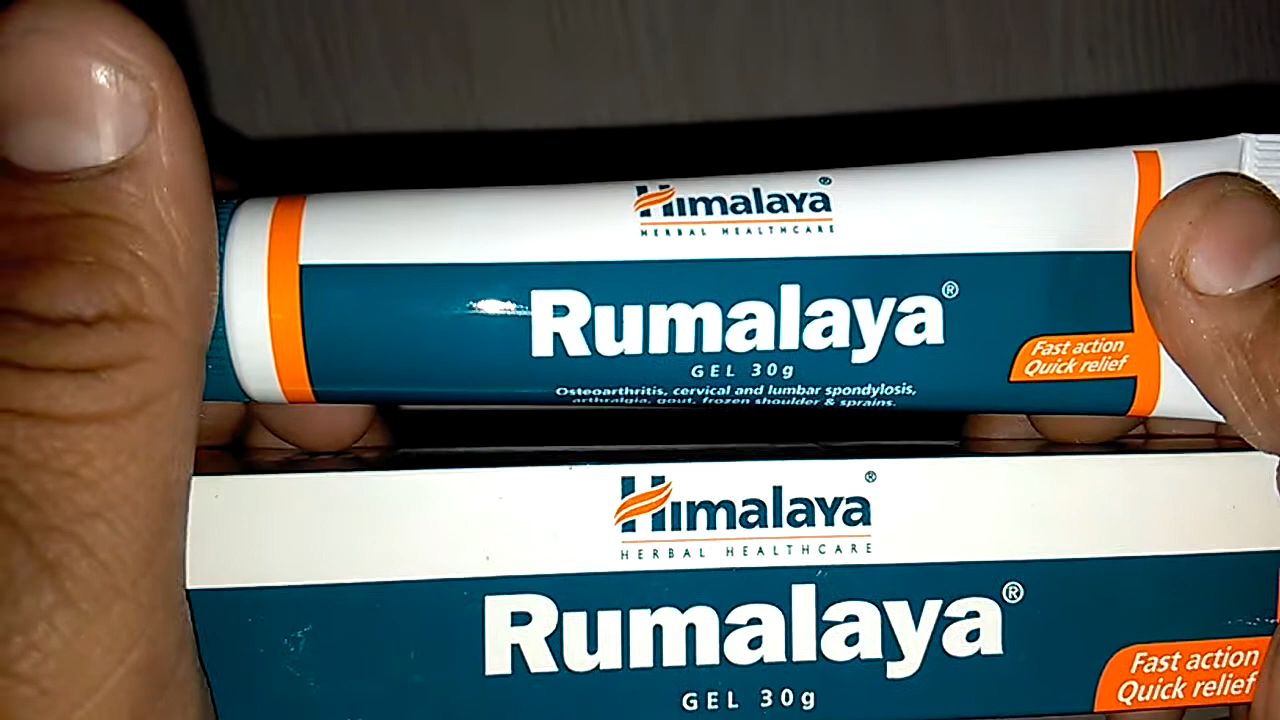 Himalaya®
HERBAL HEALTHCARE
Rumalaya®
GEL 30g
Fast action
Quick relief
Osteoarthritis, cervical and lumbar spondylosis,
arthralgia, gout, frozen shoulder & sprains.
Himalaya®
HERBAL HEALTHCARE
Rumalaya®
GEL 30g
Fast action
Quick relief